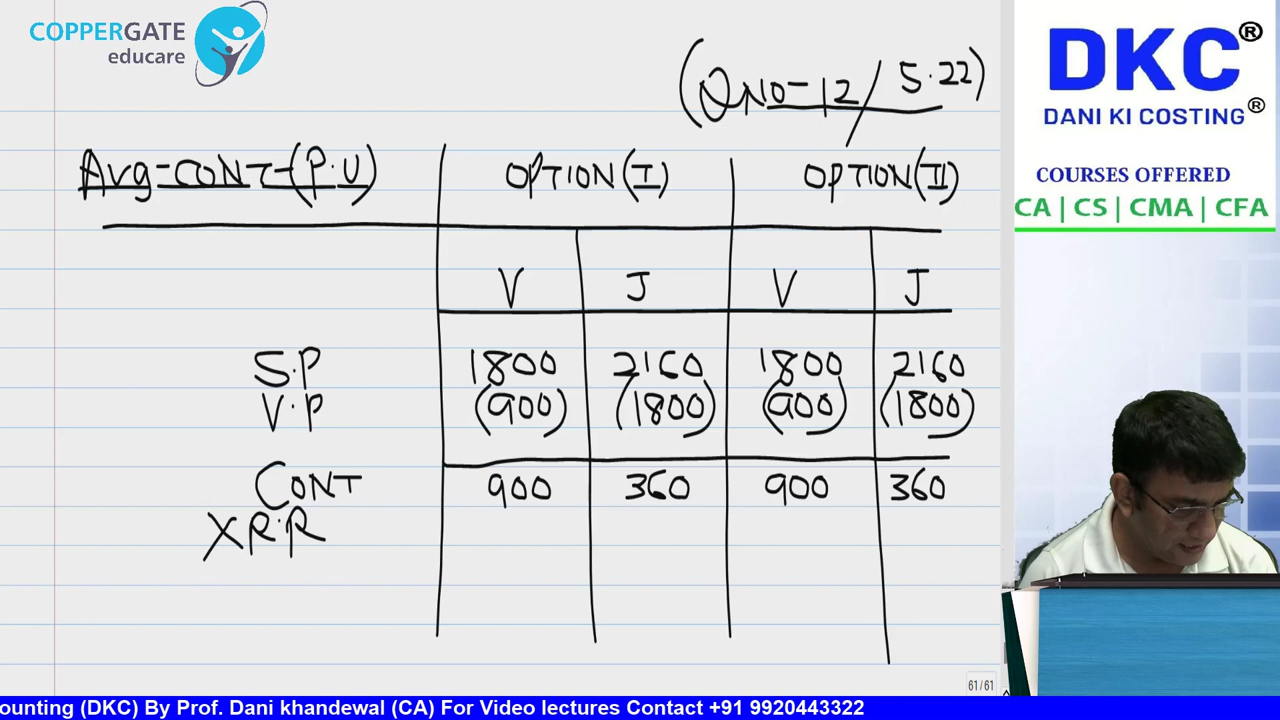 COPPERGATE
educare
(Q NO-12/5.22)
DKC®
DANI KI COSTING®
COURSES OFFERED
CA | CS | CMA | CFA
Avg-CONT-(P.U) OPTION(I) OPTION(II)
V J V J
S.P 1800 2160 1800 2160
V.P (900) (1800) (900) (1800)
CONT 900 360 900 360
X R.R
61/61
ounting (DKC) By Prof. Dani khandewal (CA) For Video lectures Contact +91 9920443322